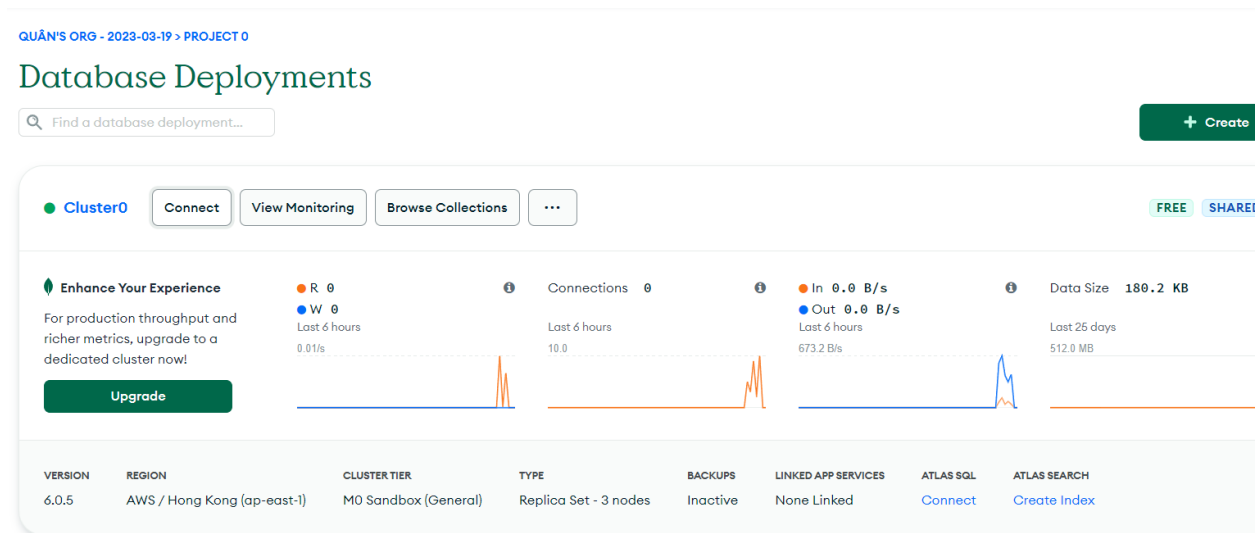 QUÂN'S ORG - 2023-03-19 > PROJECT 0
Database Deployments
Find a database deployment...
+ Create
Cluster0
Connect
View Monitoring
Browse Collections
...
FREE
SHARED
Enhance Your Experience
For production throughput and
richer metrics, upgrade to a
dedicated cluster now!
Upgrade
R 0
W 0
Last 6 hours
0.01/s
Connections 0
Last 6 hours
10.0
In 0.0 B/s
Out 0.0 B/s
Last 6 hours
673.2 B/s
Data Size 180.2 KB
Last 25 days
512.0 MB
VERSION
6.0.5
REGION
AWS / Hong Kong (ap-east-1)
CLUSTER TIER
M0 Sandbox (General)
TYPE
Replica Set - 3 nodes
BACKUPS
Inactive
LINKED APP SERVICES
None Linked
ATLAS SQL
Connect
ATLAS SEARCH
Create Index